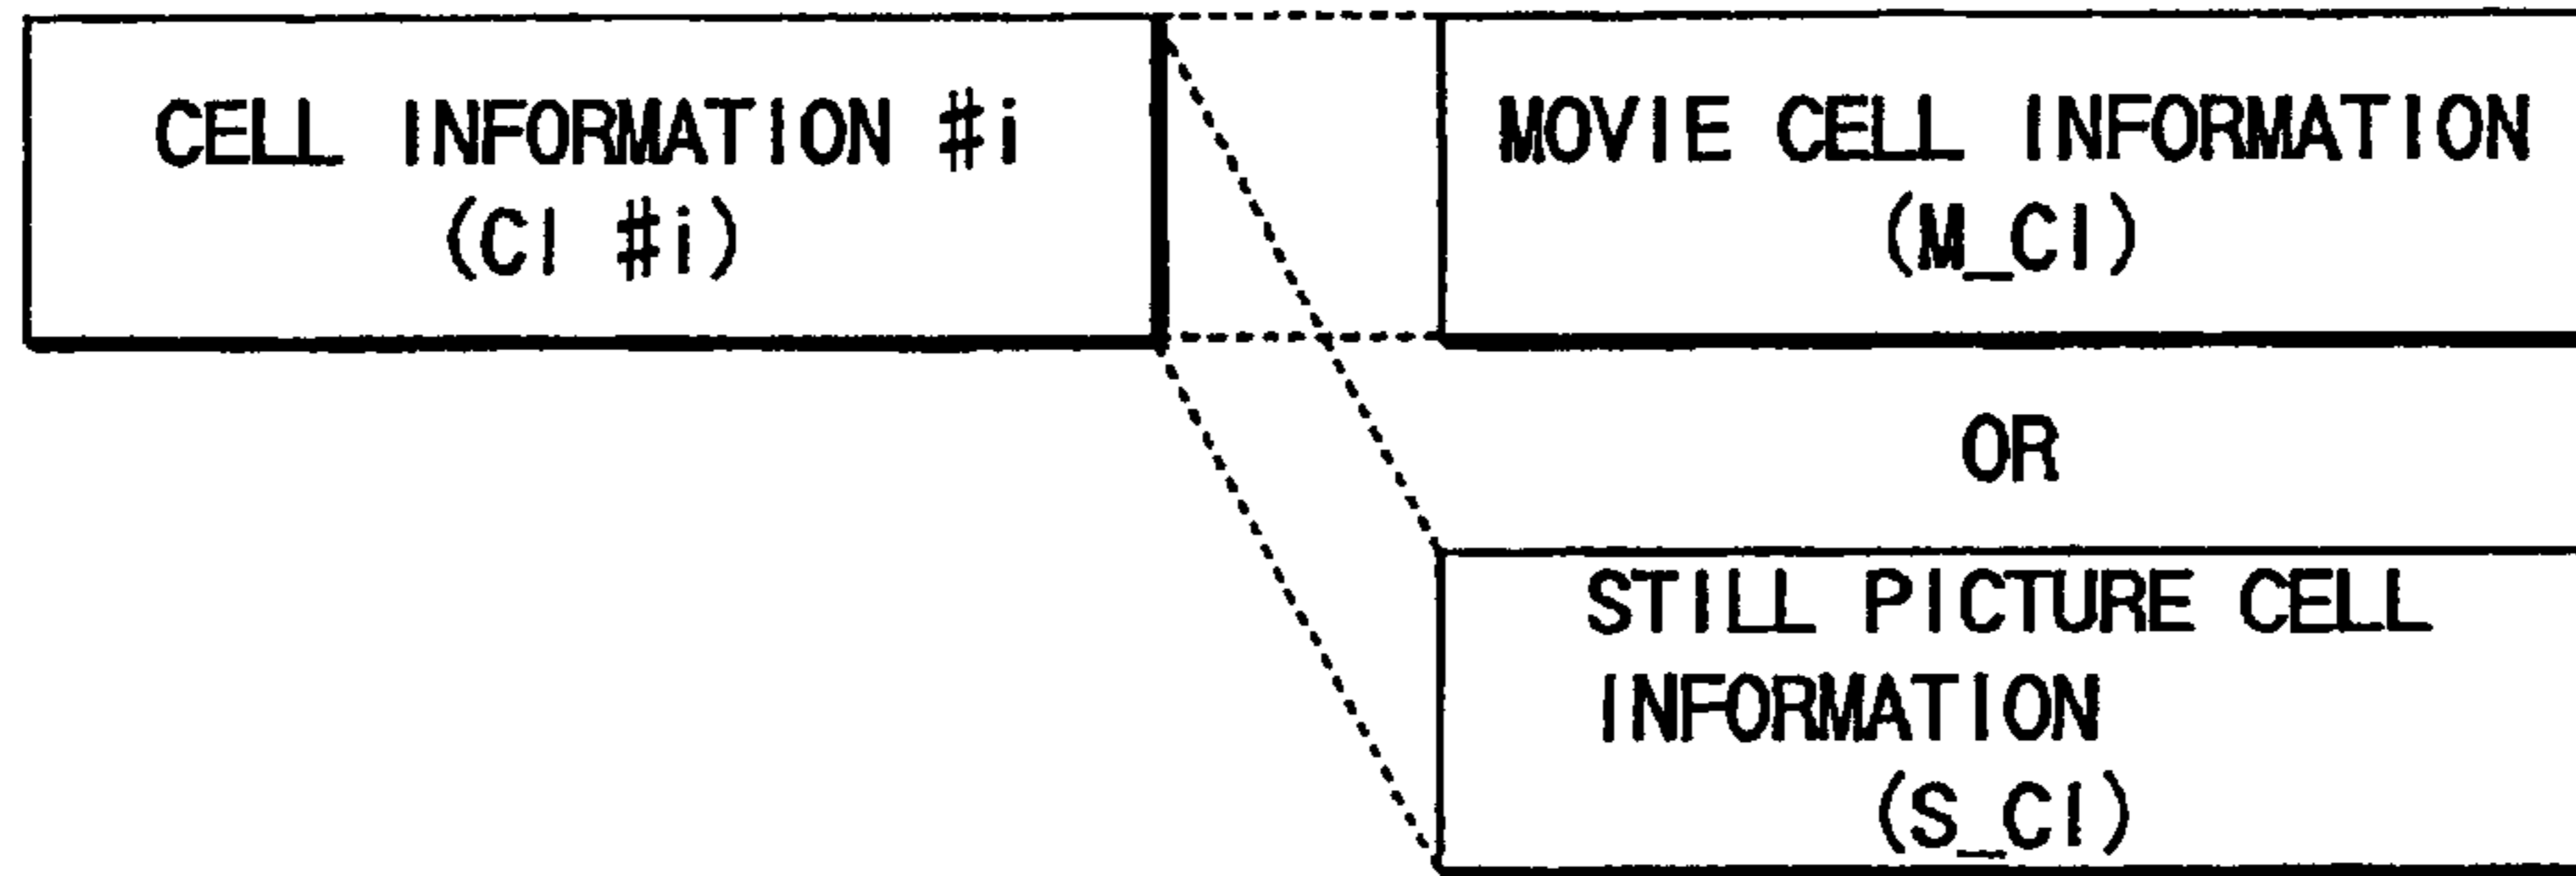 CELL INFORMATION #i
(CI #i)
MOVIE CELL INFORMATION
(M_CI)
OR
STILL PICTURE CELL
INFORMATION
(S_CI)